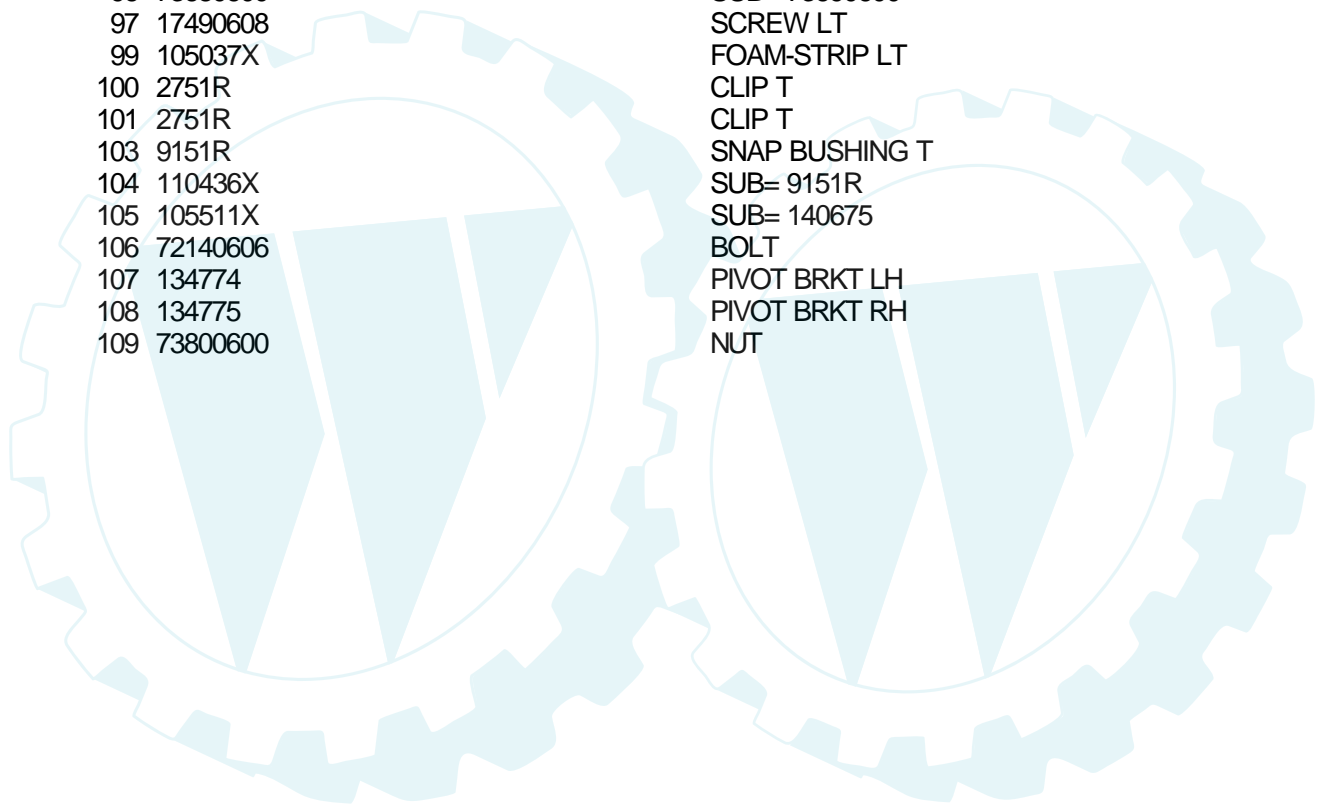 97 17490608 SCREW LT
99 105037X FOAM-STRIP LT
100 2751R CLIP T
101 2751R CLIP T
103 9151R SNAP BUSHING T
104 110436X SUB= 9151R
105 105511X SUB= 140675
106 72140606 BOLT
107 134774 PIVOT BRKT LH
108 134775 PIVOT BRKT RH
109 73800600 NUT